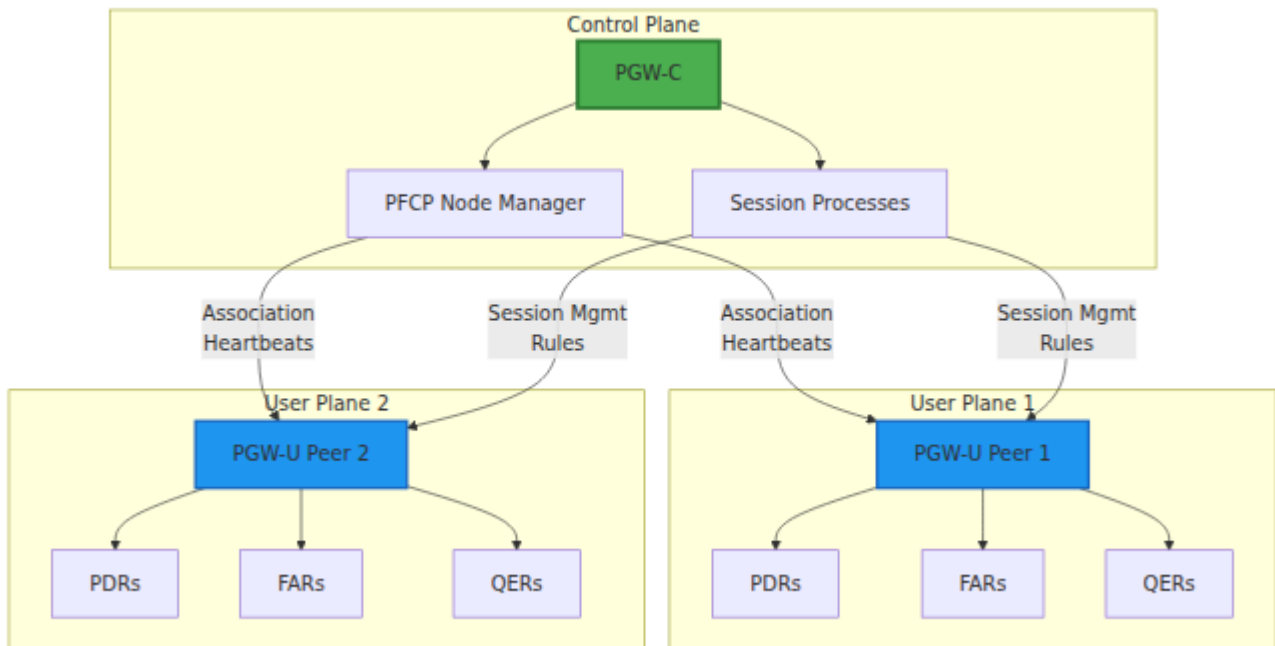 Control Plane
PGW-C
PFCP Node Manager
Session Processes
Association
Heartbeats
Session Mgmt
Rules
Association
Heartbeats
Session Mgmt
Rules
User Plane 2
PGW-U Peer 2
PDRs
FARs
QERs
User Plane 1
PGW-U Peer 1
PDRs
FARs
QERs